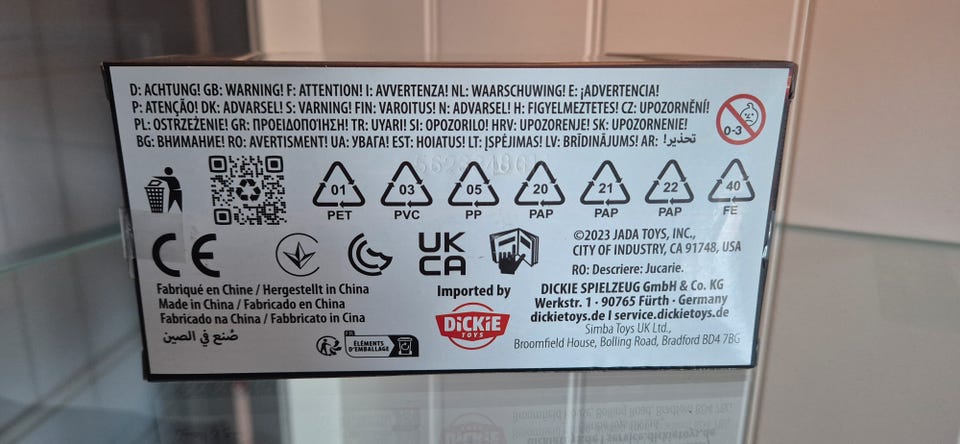 D: ACHTUNG! GB: WARNING! F: ATTENTION! I: AVVERTENZA! NL: WAARSCHUWING! E: ¡ADVERTENCIA!
P: ATENÇÃO! DK: ADVARSEL! S: VARNING! FIN: VAROITUS! N: ADVARSEL! H: FIGYELMEZTETES! CZ: UPOZORNĚNÍ!
PL: OSTRZEŻENIE! GR: ΠΡΟΕΙΔΟΠΟΊΗΣΗ! TR: UYARI! SI: OPOZORILO! HRV: UPOZORENJE! SK: UPOZORNENIE!
BG: ВНИМАНИЕ! RO: AVERTISMENT! UA: УВАГА! EST: HOIATUS! LT: ĮSPĖJIMAS! LV: BRĪDINĀJUMS! AR: تحذير!
0-3
01 03 05 20 21 22 40
PET PVC PP PAP PAP PAP FE
CE
UK
CA
©2023 JADA TOYS, INC.,
CITY OF INDUSTRY, CA 91748, USA
RO: Descriere: Jucarie.
Fabriqué en Chine / Hergestellt in China
Made in China / Fabricado en China
Fabricado na China / Fabbricato in Cina
صُنع في الصين
FR
ÉLÉMENTS
D'EMBALLAGE
Imported by
DICKIE
TOYS
DICKIE SPIELZEUG GmbH & Co. KG
Werkstr. 1 · 90765 Fürth · Germany
dickietoys.de I service.dickietoys.de
Simba Toys UK Ltd.,
Broomfield House, Bolling Road, Bradford BD4 7BG